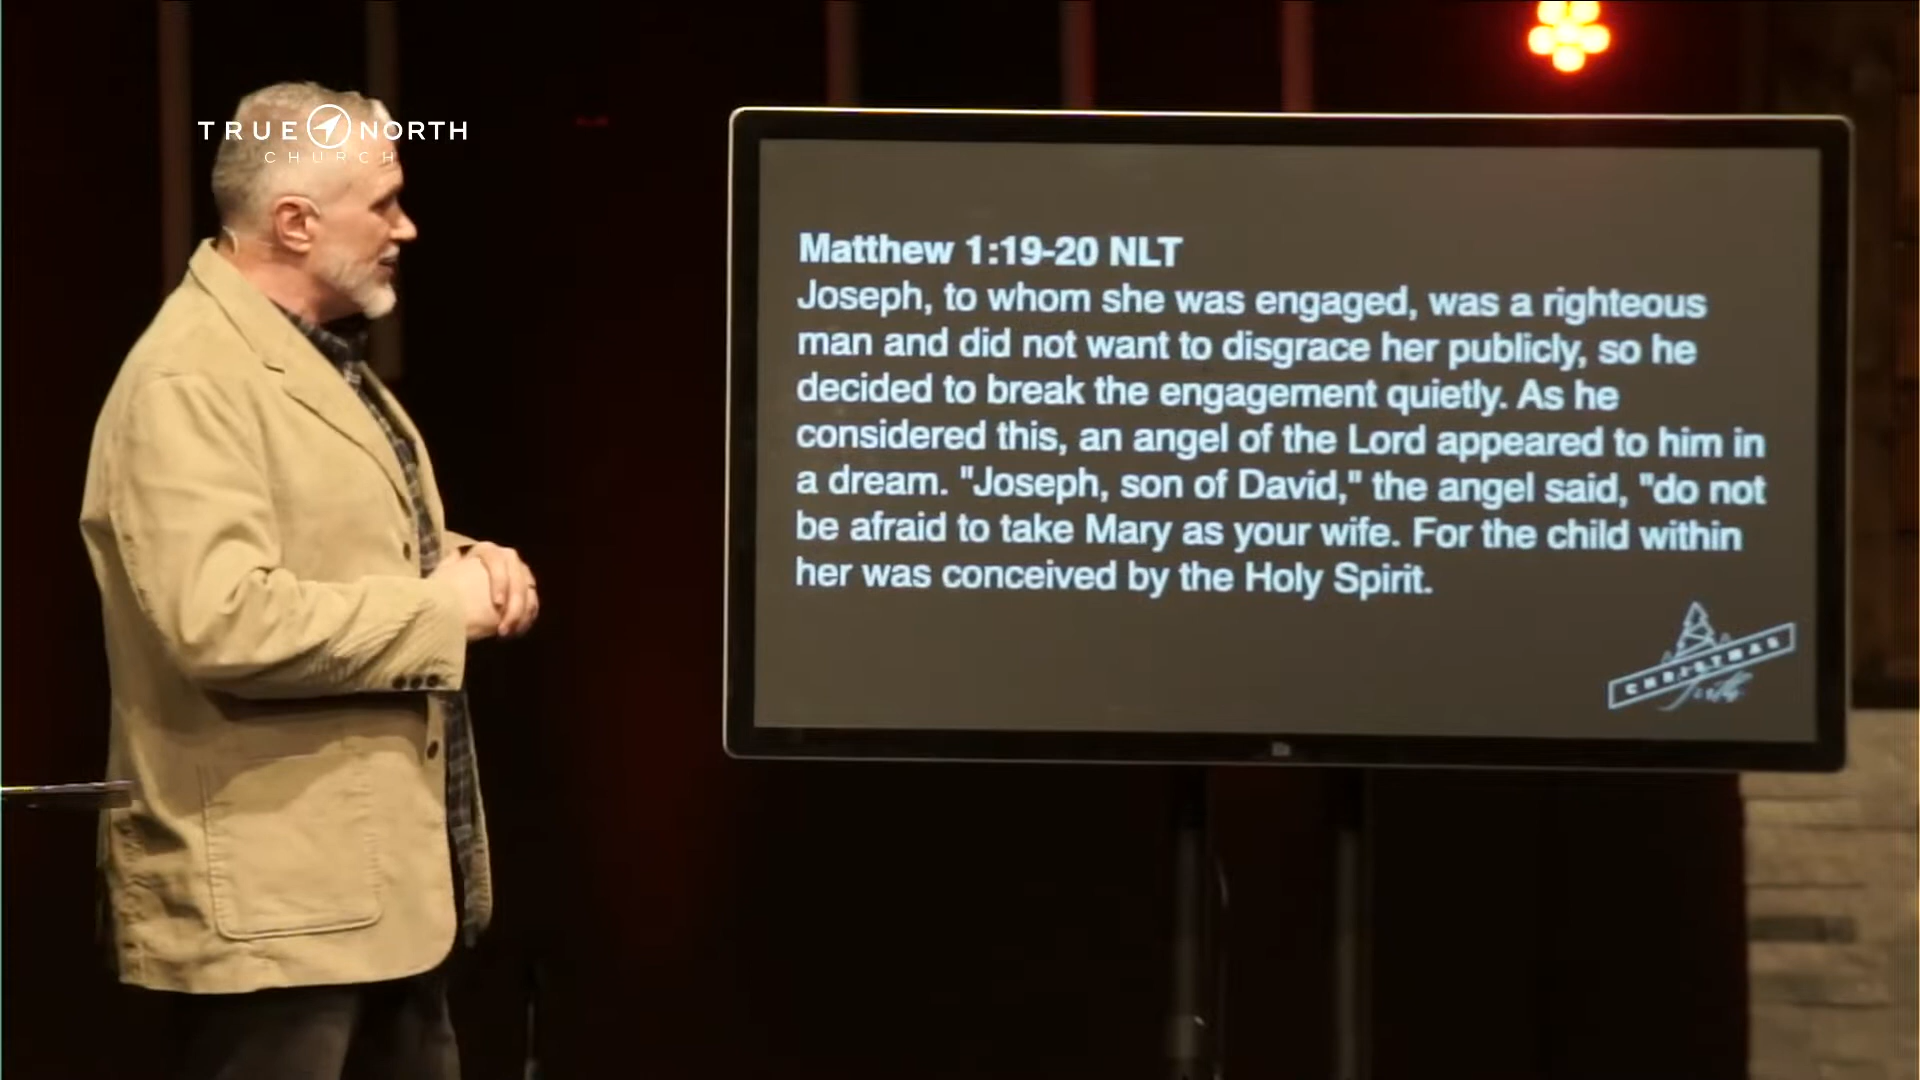 TRUE NORTH
CHURCH
Matthew 1:19-20 NLT
Joseph, to whom she was engaged, was a righteous
man and did not want to disgrace her publicly, so he
decided to break the engagement quietly. As he
considered this, an angel of the Lord appeared to him in
a dream. "Joseph, son of David," the angel said, "do not
be afraid to take Mary as your wife. For the child within
her was conceived by the Holy Spirit.
CHRISTMAS